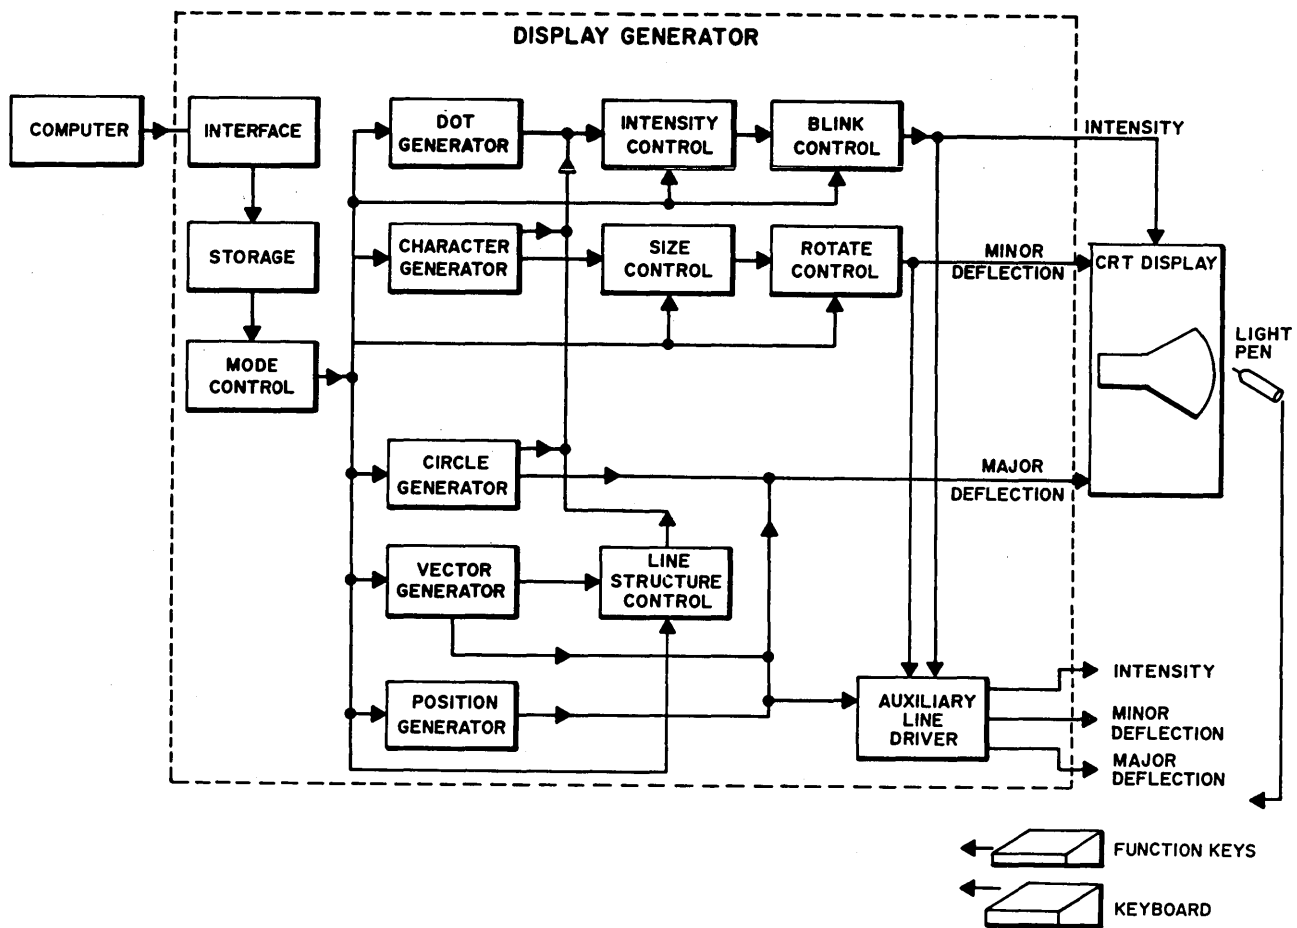 DISPLAY GENERATOR
COMPUTER
INTERFACE
DOT
GENERATOR
INTENSITY
CONTROL
BLINK
CONTROL
INTENSITY
STORAGE
CHARACTER
GENERATOR
SIZE
CONTROL
ROTATE
CONTROL
MINOR
DEFLECTION
CRT DISPLAY
MODE
CONTROL
LIGHT
PEN
CIRCLE
GENERATOR
MAJOR
DEFLECTION
VECTOR
GENERATOR
LINE
STRUCTURE
CONTROL
POSITION
GENERATOR
AUXILIARY
LINE
DRIVER
INTENSITY
MINOR
DEFLECTION
MAJOR
DEFLECTION
FUNCTION KEYS
KEYBOARD